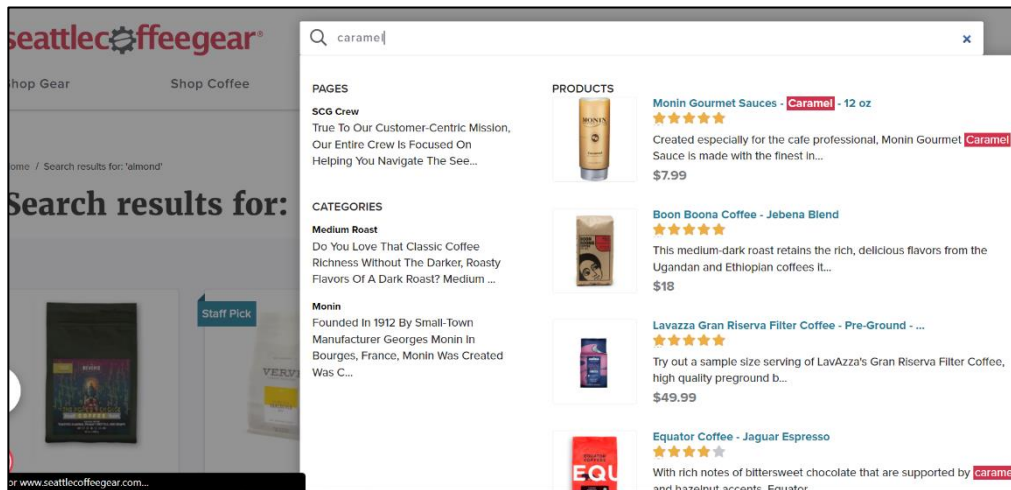 seattlecoffeegear
Shop Gear
Shop Coffee
Home / Search results for: 'almond'
Search results for:
Staff Pick
VERVE
caramel
×
PAGES
SCG Crew
True To Our Customer-Centric Mission,
Our Entire Crew Is Focused On
Helping You Navigate The See...
CATEGORIES
Medium Roast
Do You Love That Classic Coffee
Richness Without The Darker, Roasty
Flavors Of A Dark Roast? Medium ...
Monin
Founded In 1912 By Small-Town
Manufacturer Georges Monin In
Bourges, France, Monin Was Created
Was C...
PRODUCTS
MONIN
Monin Gourmet Sauces - Caramel - 12 oz
Created especially for the cafe professional, Monin Gourmet Caramel
Sauce is made with the finest in...
$7.99
Boon Boona Coffee - Jebena Blend
This medium-dark roast retains the rich, delicious flavors from the
Ugandan and Ethiopian coffees it...
$18
Lavazza Gran Riserva Filter Coffee - Pre-Ground - ...
Try out a sample size serving of LavAzza's Gran Riserva Filter Coffee,
high quality preground b...
$49.99
EQU
Equator Coffee - Jaguar Espresso
With rich notes of bittersweet chocolate that are supported by carame
and hazelnut accents, Equator
or www.seattlecoffeegear.com...